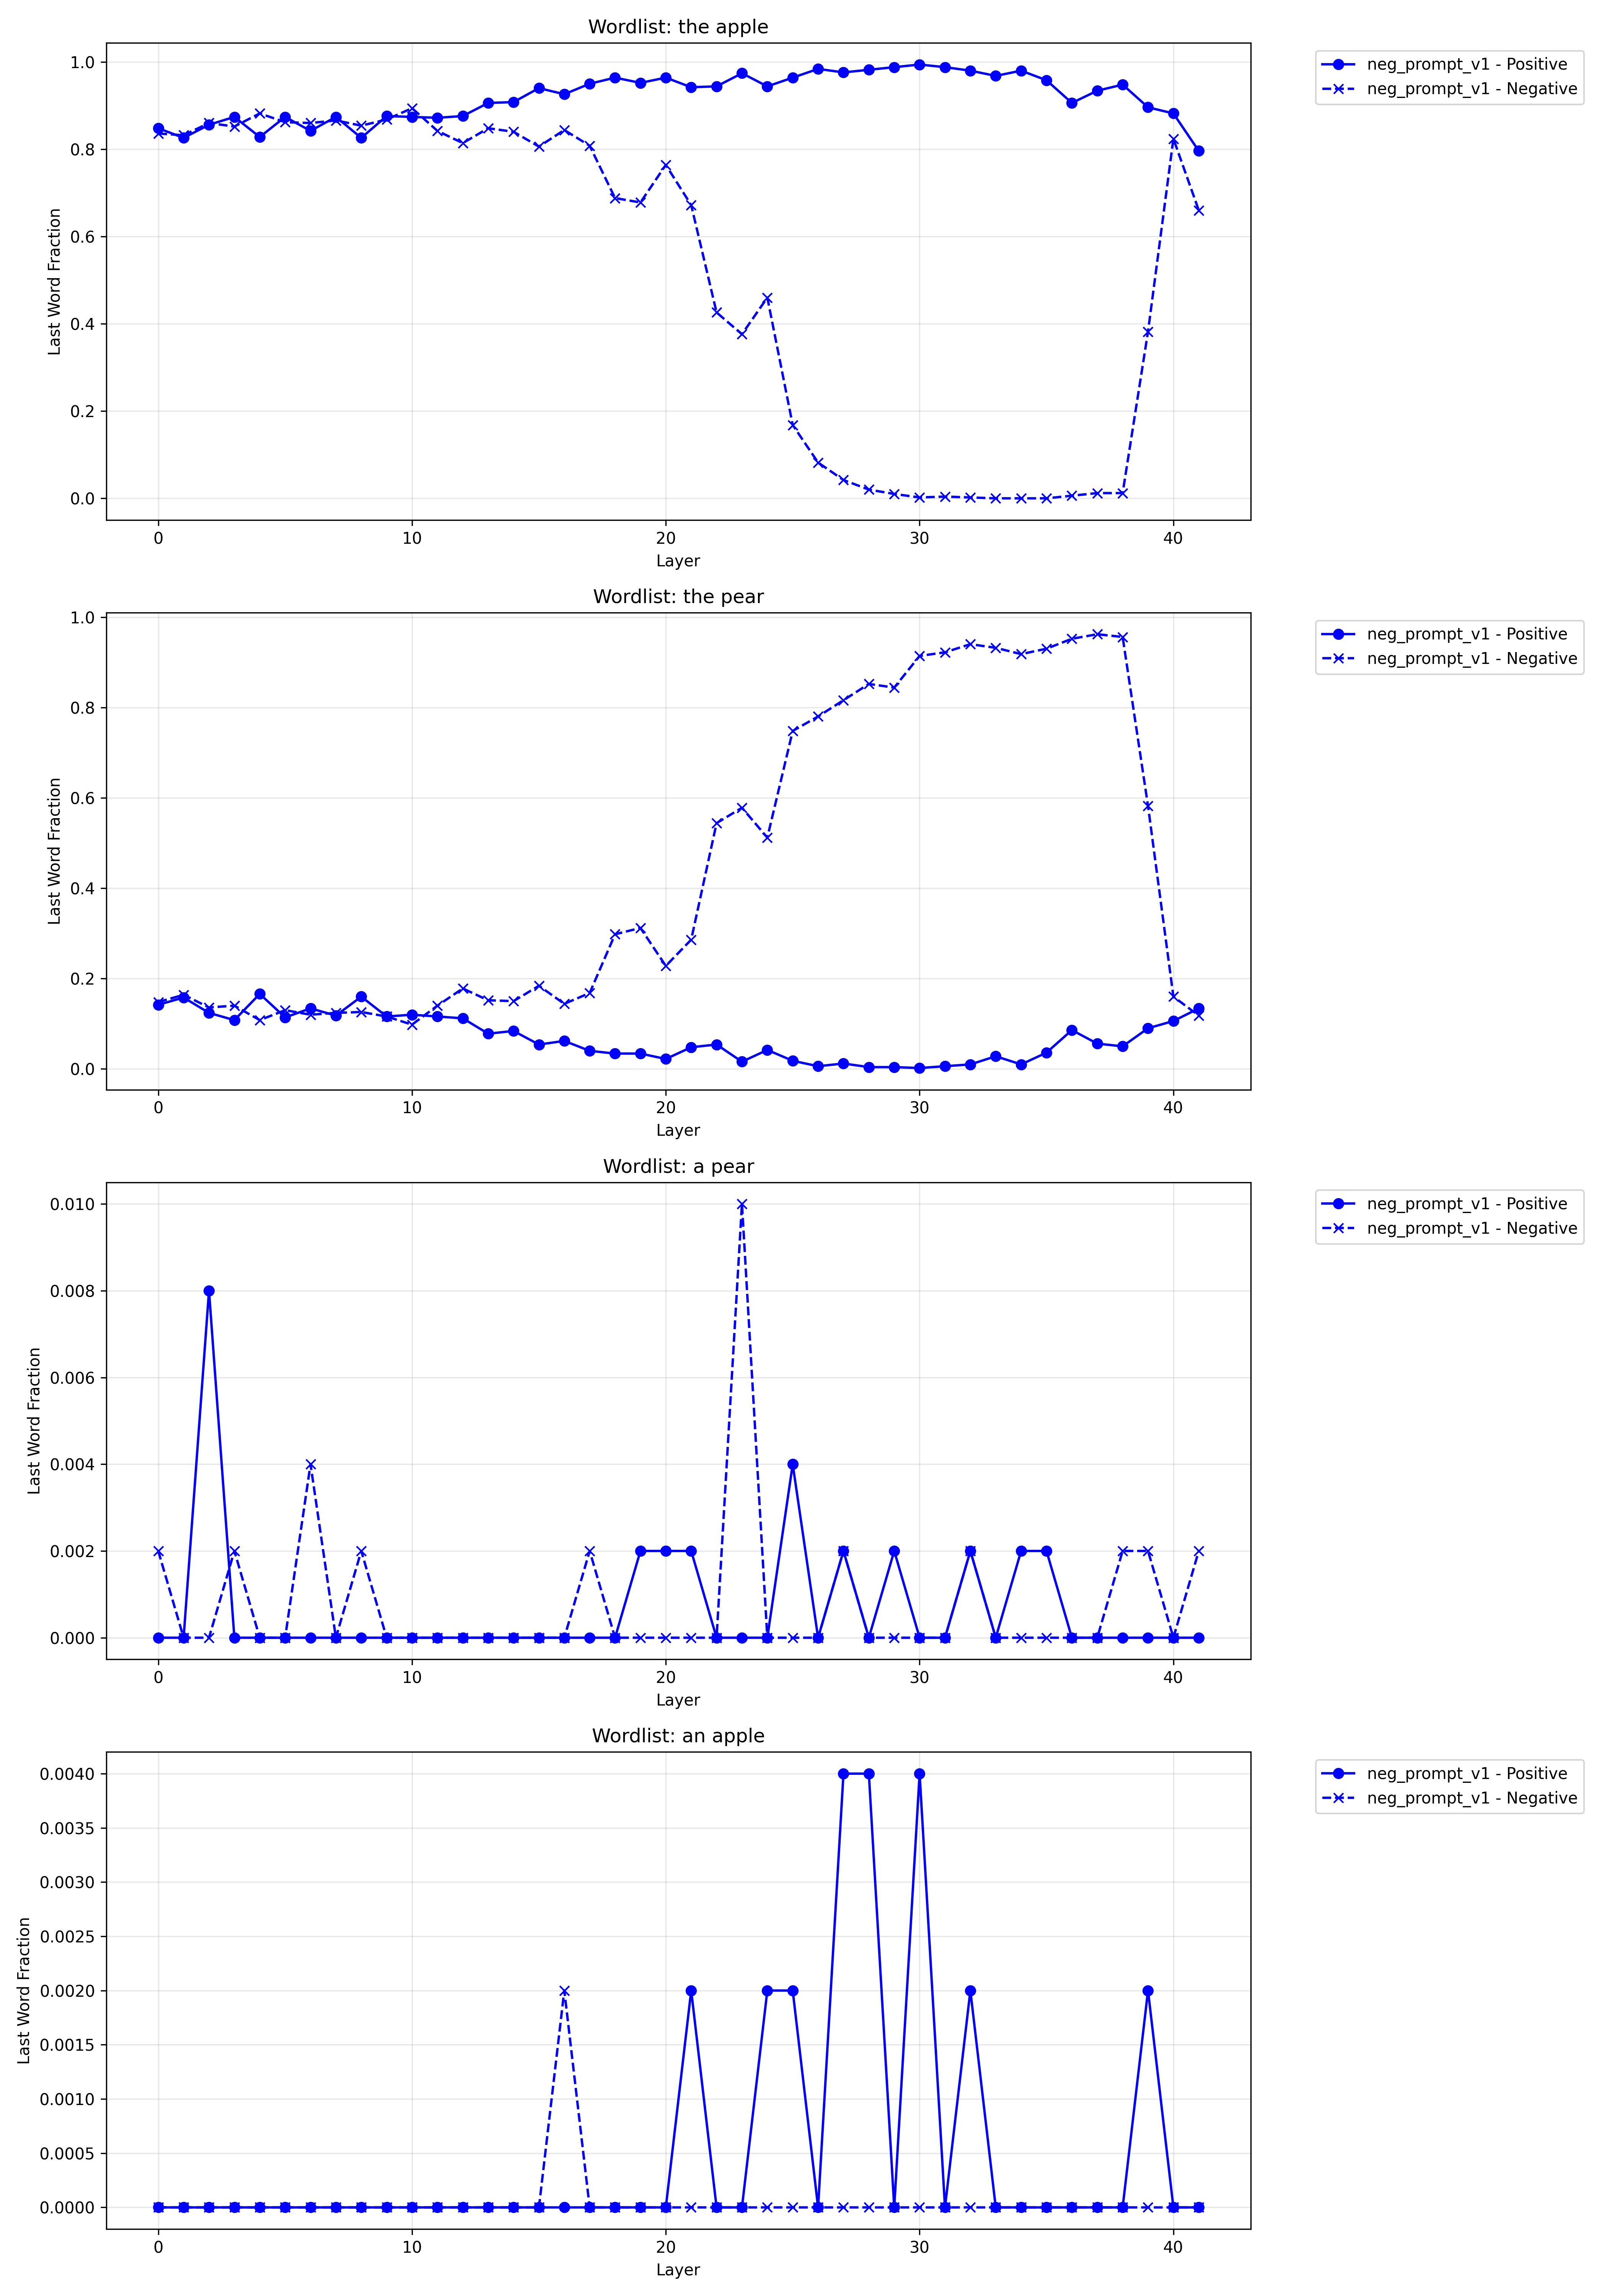 Wordlist: the apple
1.0
0.8
0.6
0.4
0.2
0.0
Last Word Fraction
0 10 20 30 40
Layer
neg_prompt_v1 - Positive
neg_prompt_v1 - Negative
Wordlist: the pear
1.0
0.8
0.6
0.4
0.2
0.0
Last Word Fraction
0 10 20 30 40
Layer
neg_prompt_v1 - Positive
neg_prompt_v1 - Negative
Wordlist: a pear
0.010
0.008
0.006
0.004
0.002
0.000
Last Word Fraction
0 10 20 30 40
Layer
neg_prompt_v1 - Positive
neg_prompt_v1 - Negative
Wordlist: an apple
0.0040
0.0035
0.0030
0.0025
0.0020
0.0015
0.0010
0.0005
0.0000
Last Word Fraction
0 10 20 30 40
Layer
neg_prompt_v1 - Positive
neg_prompt_v1 - Negative